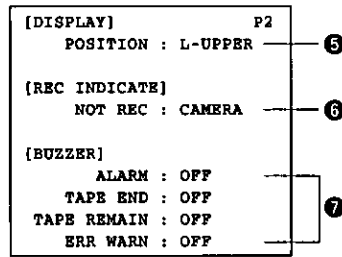 [DISPLAY] P2
POSITION : L-UPPER 5
[REC INDICATE]
NOT REC : CAMERA 6
[BUZZER]
ALARM : OFF
TAPE END : OFF
TAPE REMAIN : OFF 7
ERR WARN : OFF